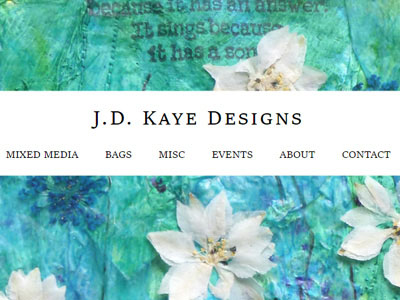 because it has an answer.
It sings because
it has a son
J.D. Kaye Designs
MIXED MEDIA BAGS MISC EVENTS ABOUT CONTACT